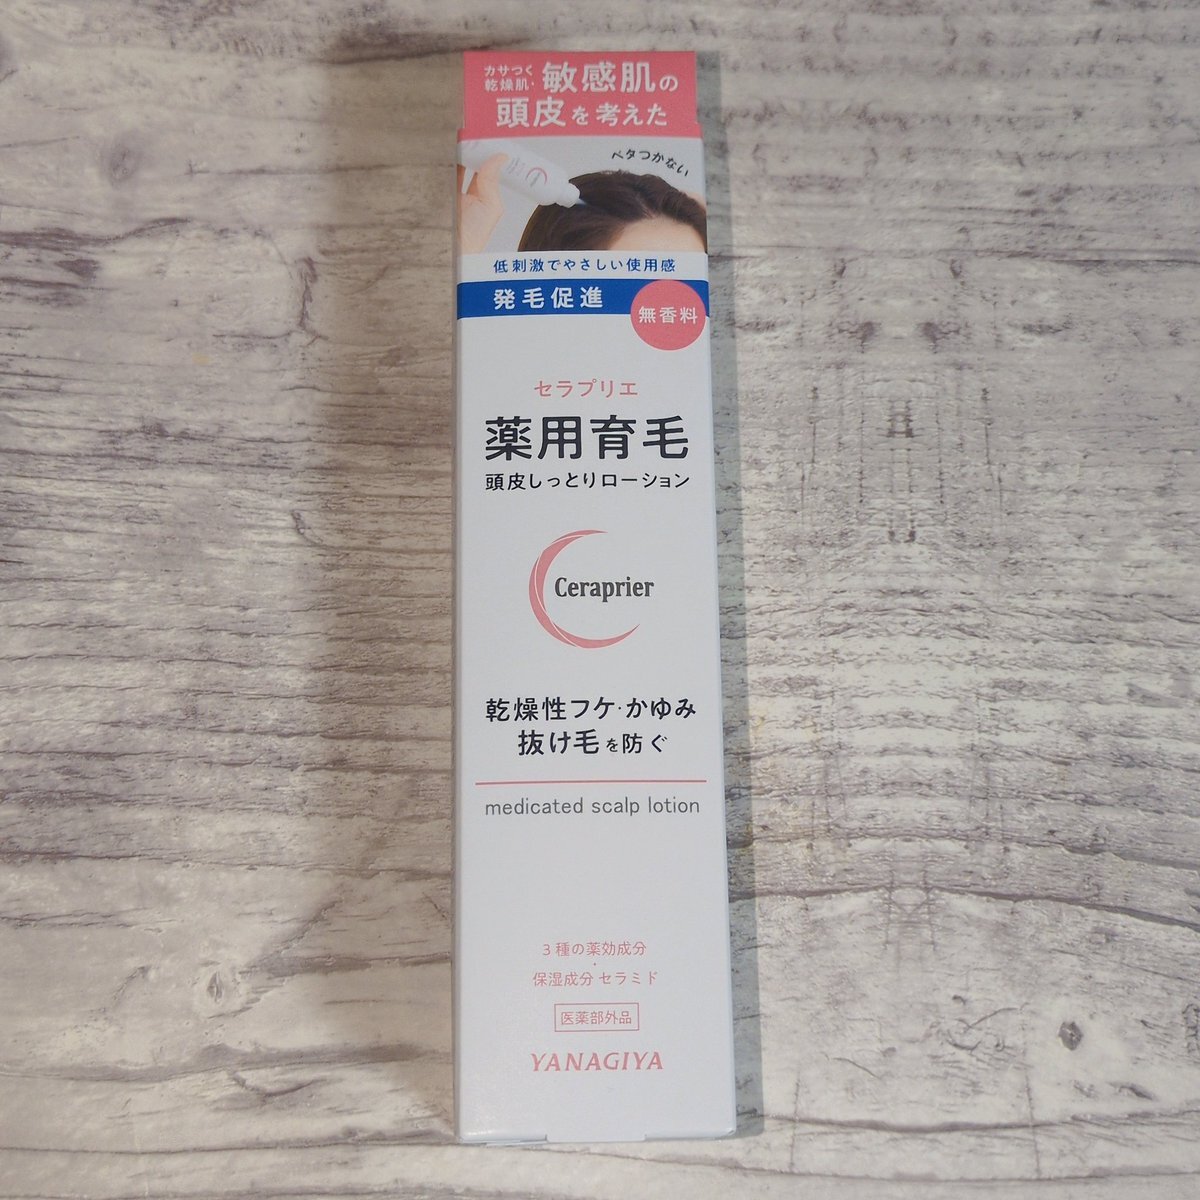 カサつく
乾燥肌・敏感肌の
頭皮を考えた
ベタつかない
低刺激でやさしい使用感
発毛促進
無香料
セラプリエ
薬用育毛
頭皮しっとりローション
Ceraprier
乾燥性フケ・かゆみ
抜け毛を防ぐ
medicated scalp lotion
3種の薬効成分
・
保湿成分 セラミド
医薬部外品
YANAGIYA